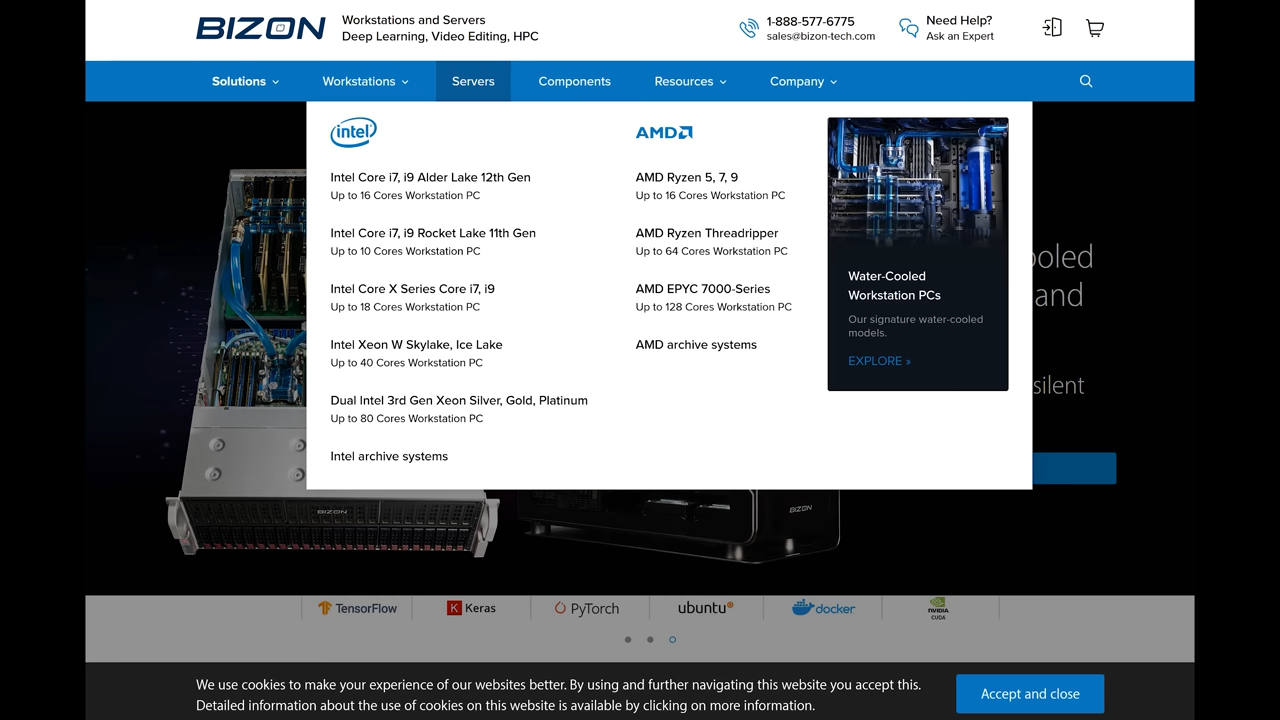 BIZON
Workstations and Servers
Deep Learning, Video Editing, HPC
1-888-577-6775
sales@bizon-tech.com
Need Help?
Ask an Expert
Solutions
Workstations
Servers
Components
Resources
Company
intel
Intel Core i7, i9 Alder Lake 12th Gen
Up to 16 Cores Workstation PC
Intel Core i7, i9 Rocket Lake 11th Gen
Up to 10 Cores Workstation PC
Intel Core X Series Core i7, i9
Up to 18 Cores Workstation PC
Intel Xeon W Skylake, Ice Lake
Up to 40 Cores Workstation PC
Dual Intel 3rd Gen Xeon Silver, Gold, Platinum
Up to 80 Cores Workstation PC
Intel archive systems
AMD
AMD Ryzen 5, 7, 9
Up to 16 Cores Workstation PC
AMD Ryzen Threadripper
Up to 64 Cores Workstation PC
AMD EPYC 7000-Series
Up to 128 Cores Workstation PC
AMD archive systems
Water-Cooled
Workstation PCs
Our signature water-cooled
models.
EXPLORE »
ooled
and
silent
BIZON
BIZON
TensorFlow
K Keras
PyTorch
ubuntu
docker
NVIDIA
CUDA
We use cookies to make your experience of our websites better. By using and further navigating this website you accept this.
Detailed information about the use of cookies on this website is available by clicking on more information.
Accept and close